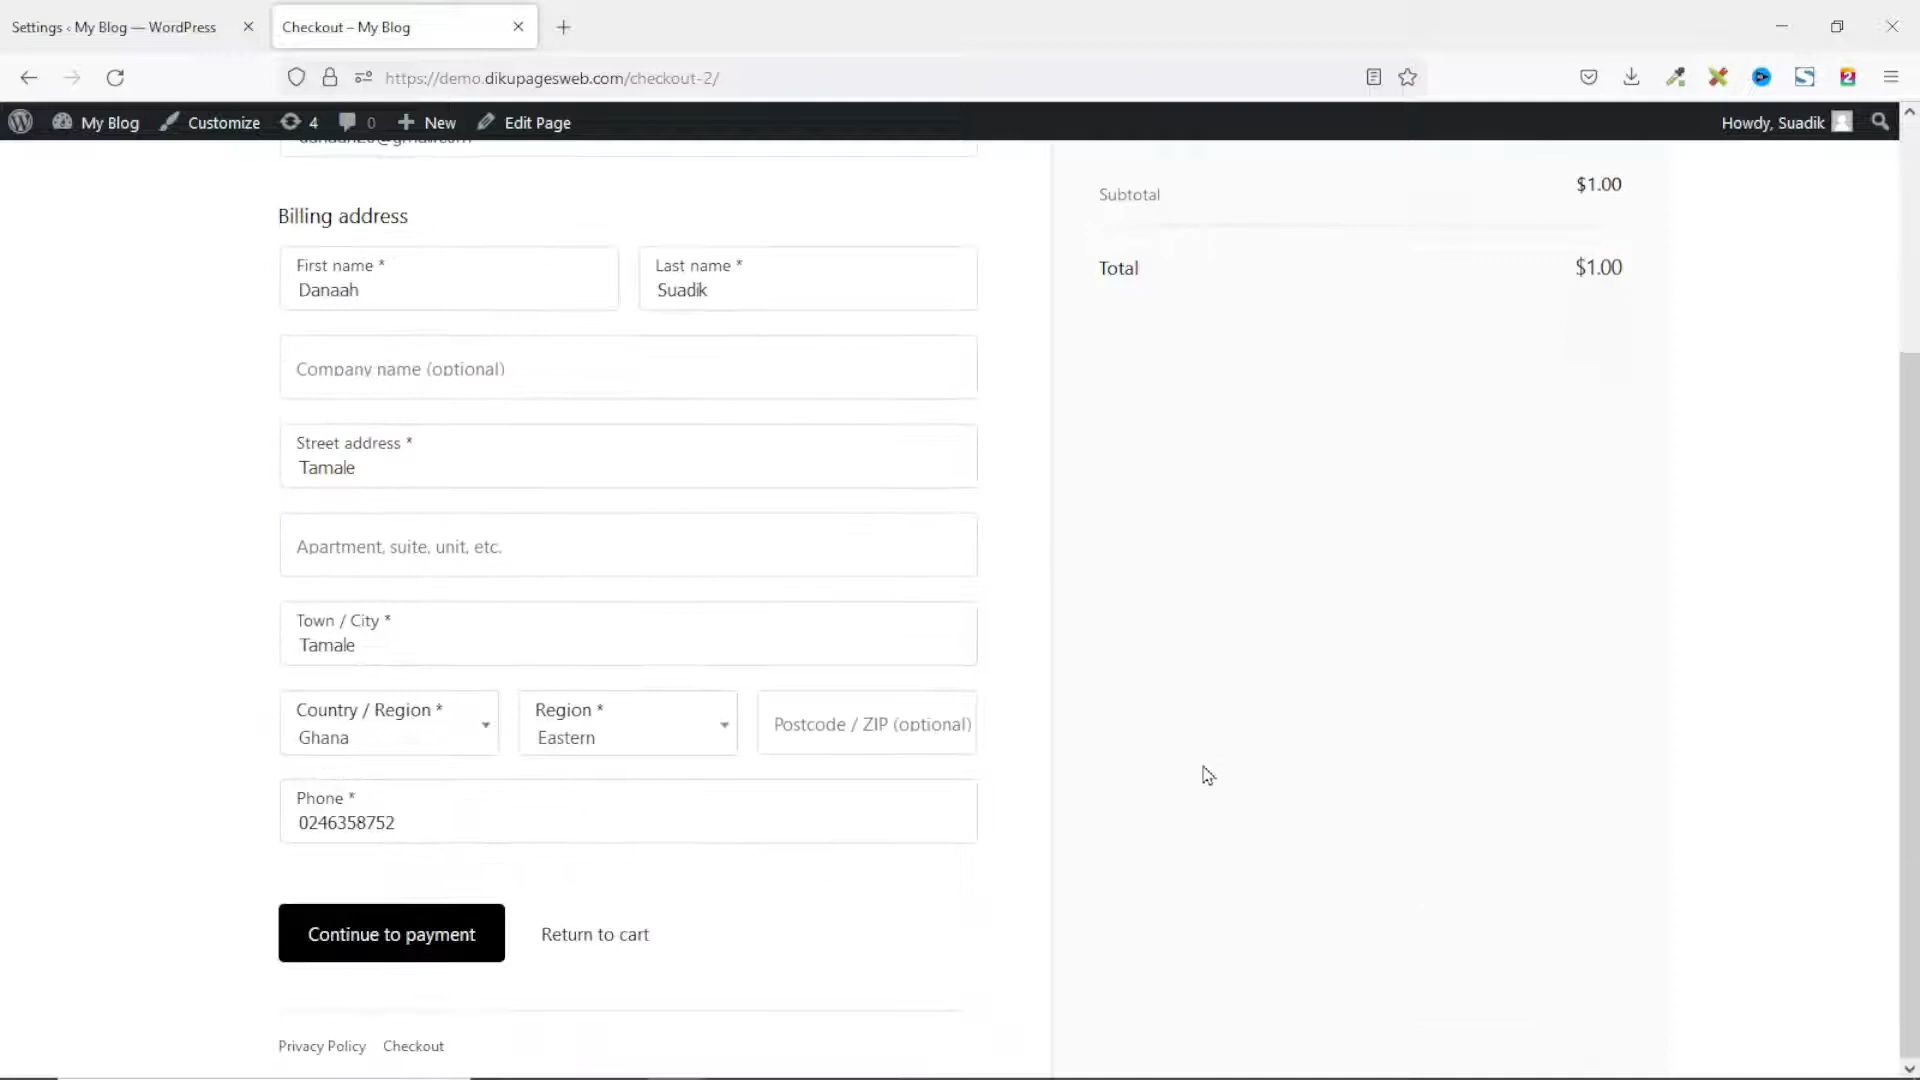 Settings ‹ My Blog — WordPress
Checkout – My Blog
https://demo.dikupagesweb.com/checkout-2/
2
My Blog
Customize
4
0
New
Edit Page
Howdy, Suadik
Billing address
First name *
Danaah
Last name *
Suadik
Company name (optional)
Street address *
Tamale
Apartment, suite, unit, etc.
Town / City *
Tamale
Country / Region *
Ghana
Region *
Eastern
Postcode / ZIP (optional)
Phone *
0246358752
Continue to payment
Return to cart
Privacy Policy
Checkout
Subtotal
$1.00
Total
$1.00